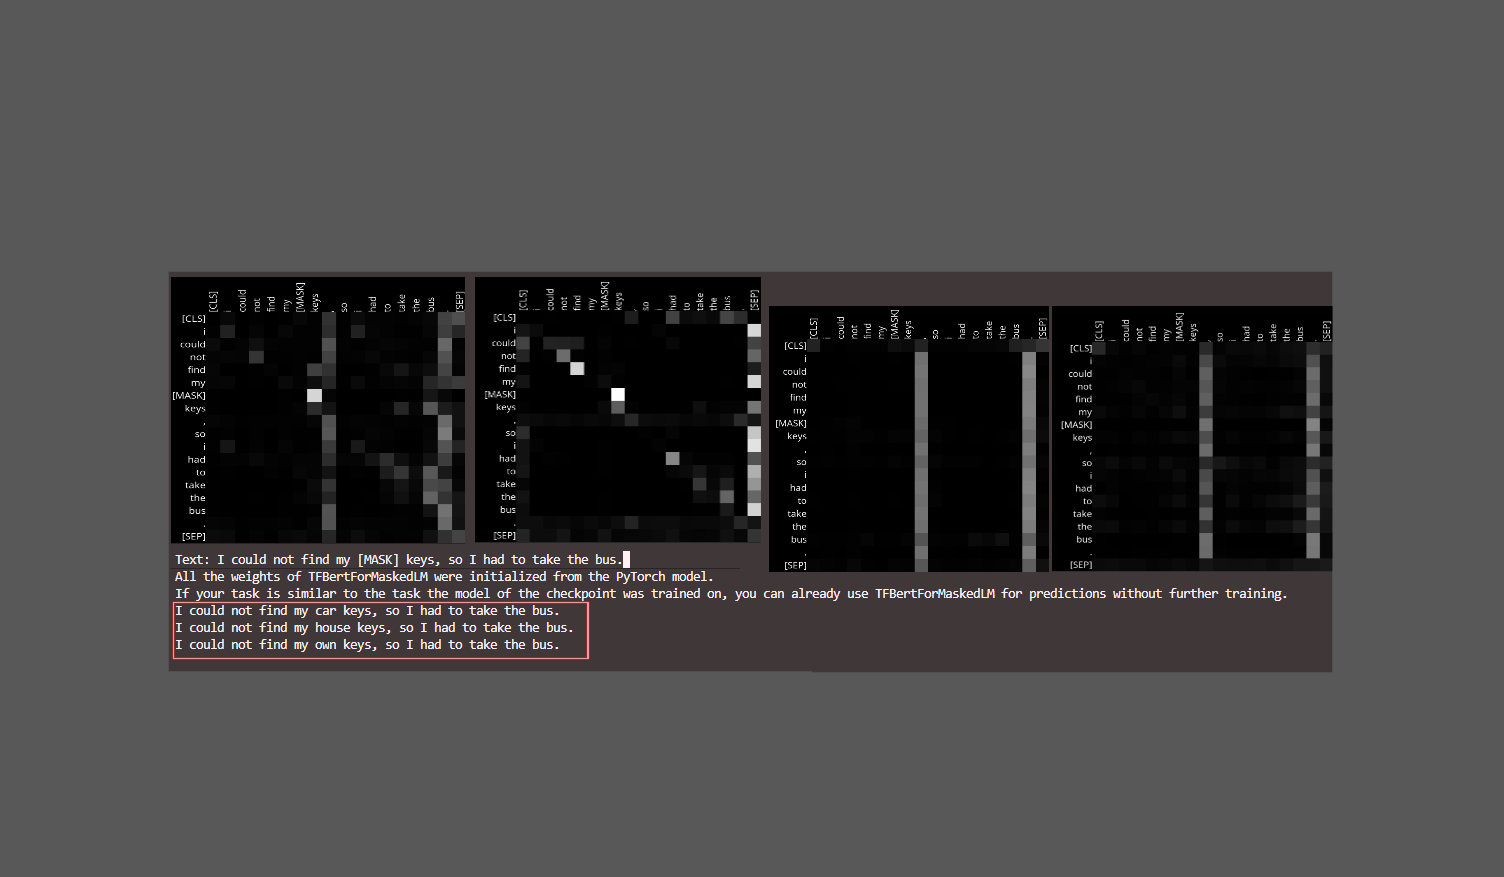 [CLS] i could not find my [MASK] keys , so i had to take the bus . [SEP]
[CLS]
i
could
not
find
my
[MASK]
keys
,
so
i
had
to
take
the
bus
.
[SEP]
[CLS] i could not find my [MASK] keys , so i had to take the bus . [SEP]
[CLS]
i
could
not
find
my
[MASK]
keys
,
so
i
had
to
take
the
bus
.
[SEP]
[CLS] i could not find my [MASK] keys , so i had to take the bus . [SEP]
[CLS]
i
could
not
find
my
[MASK]
keys
,
so
i
had
to
take
the
bus
.
[SEP]
[CLS] i could not find my [MASK] keys , so i had to take the bus . [SEP]
[CLS]
i
could
not
find
my
[MASK]
keys
,
so
i
had
to
take
the
bus
.
[SEP]
Text: I could not find my [MASK] keys, so I had to take the bus.
All the weights of TFBertForMaskedLM were initialized from the PyTorch model.
If your task is similar to the task the model of the checkpoint was trained on, you can already use TFBertForMaskedLM for predictions without further training.
I could not find my car keys, so I had to take the bus.
I could not find my house keys, so I had to take the bus.
I could not find my own keys, so I had to take the bus.